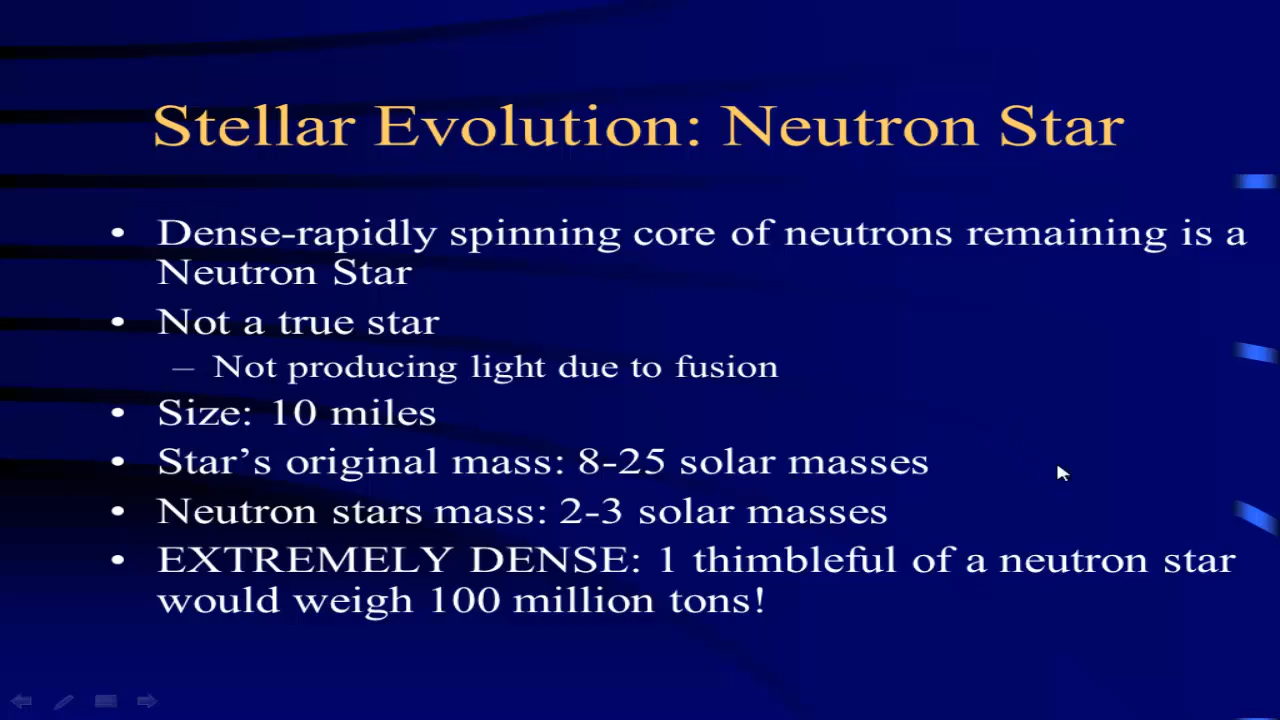 Stellar Evolution: Neutron Star
• Dense-rapidly spinning core of neutrons remaining is a
Neutron Star
• Not a true star
– Not producing light due to fusion
• Size: 10 miles
• Star’s original mass: 8-25 solar masses
• Neutron stars mass: 2-3 solar masses
• EXTREMELY DENSE: 1 thimbleful of a neutron star
would weigh 100 million tons!